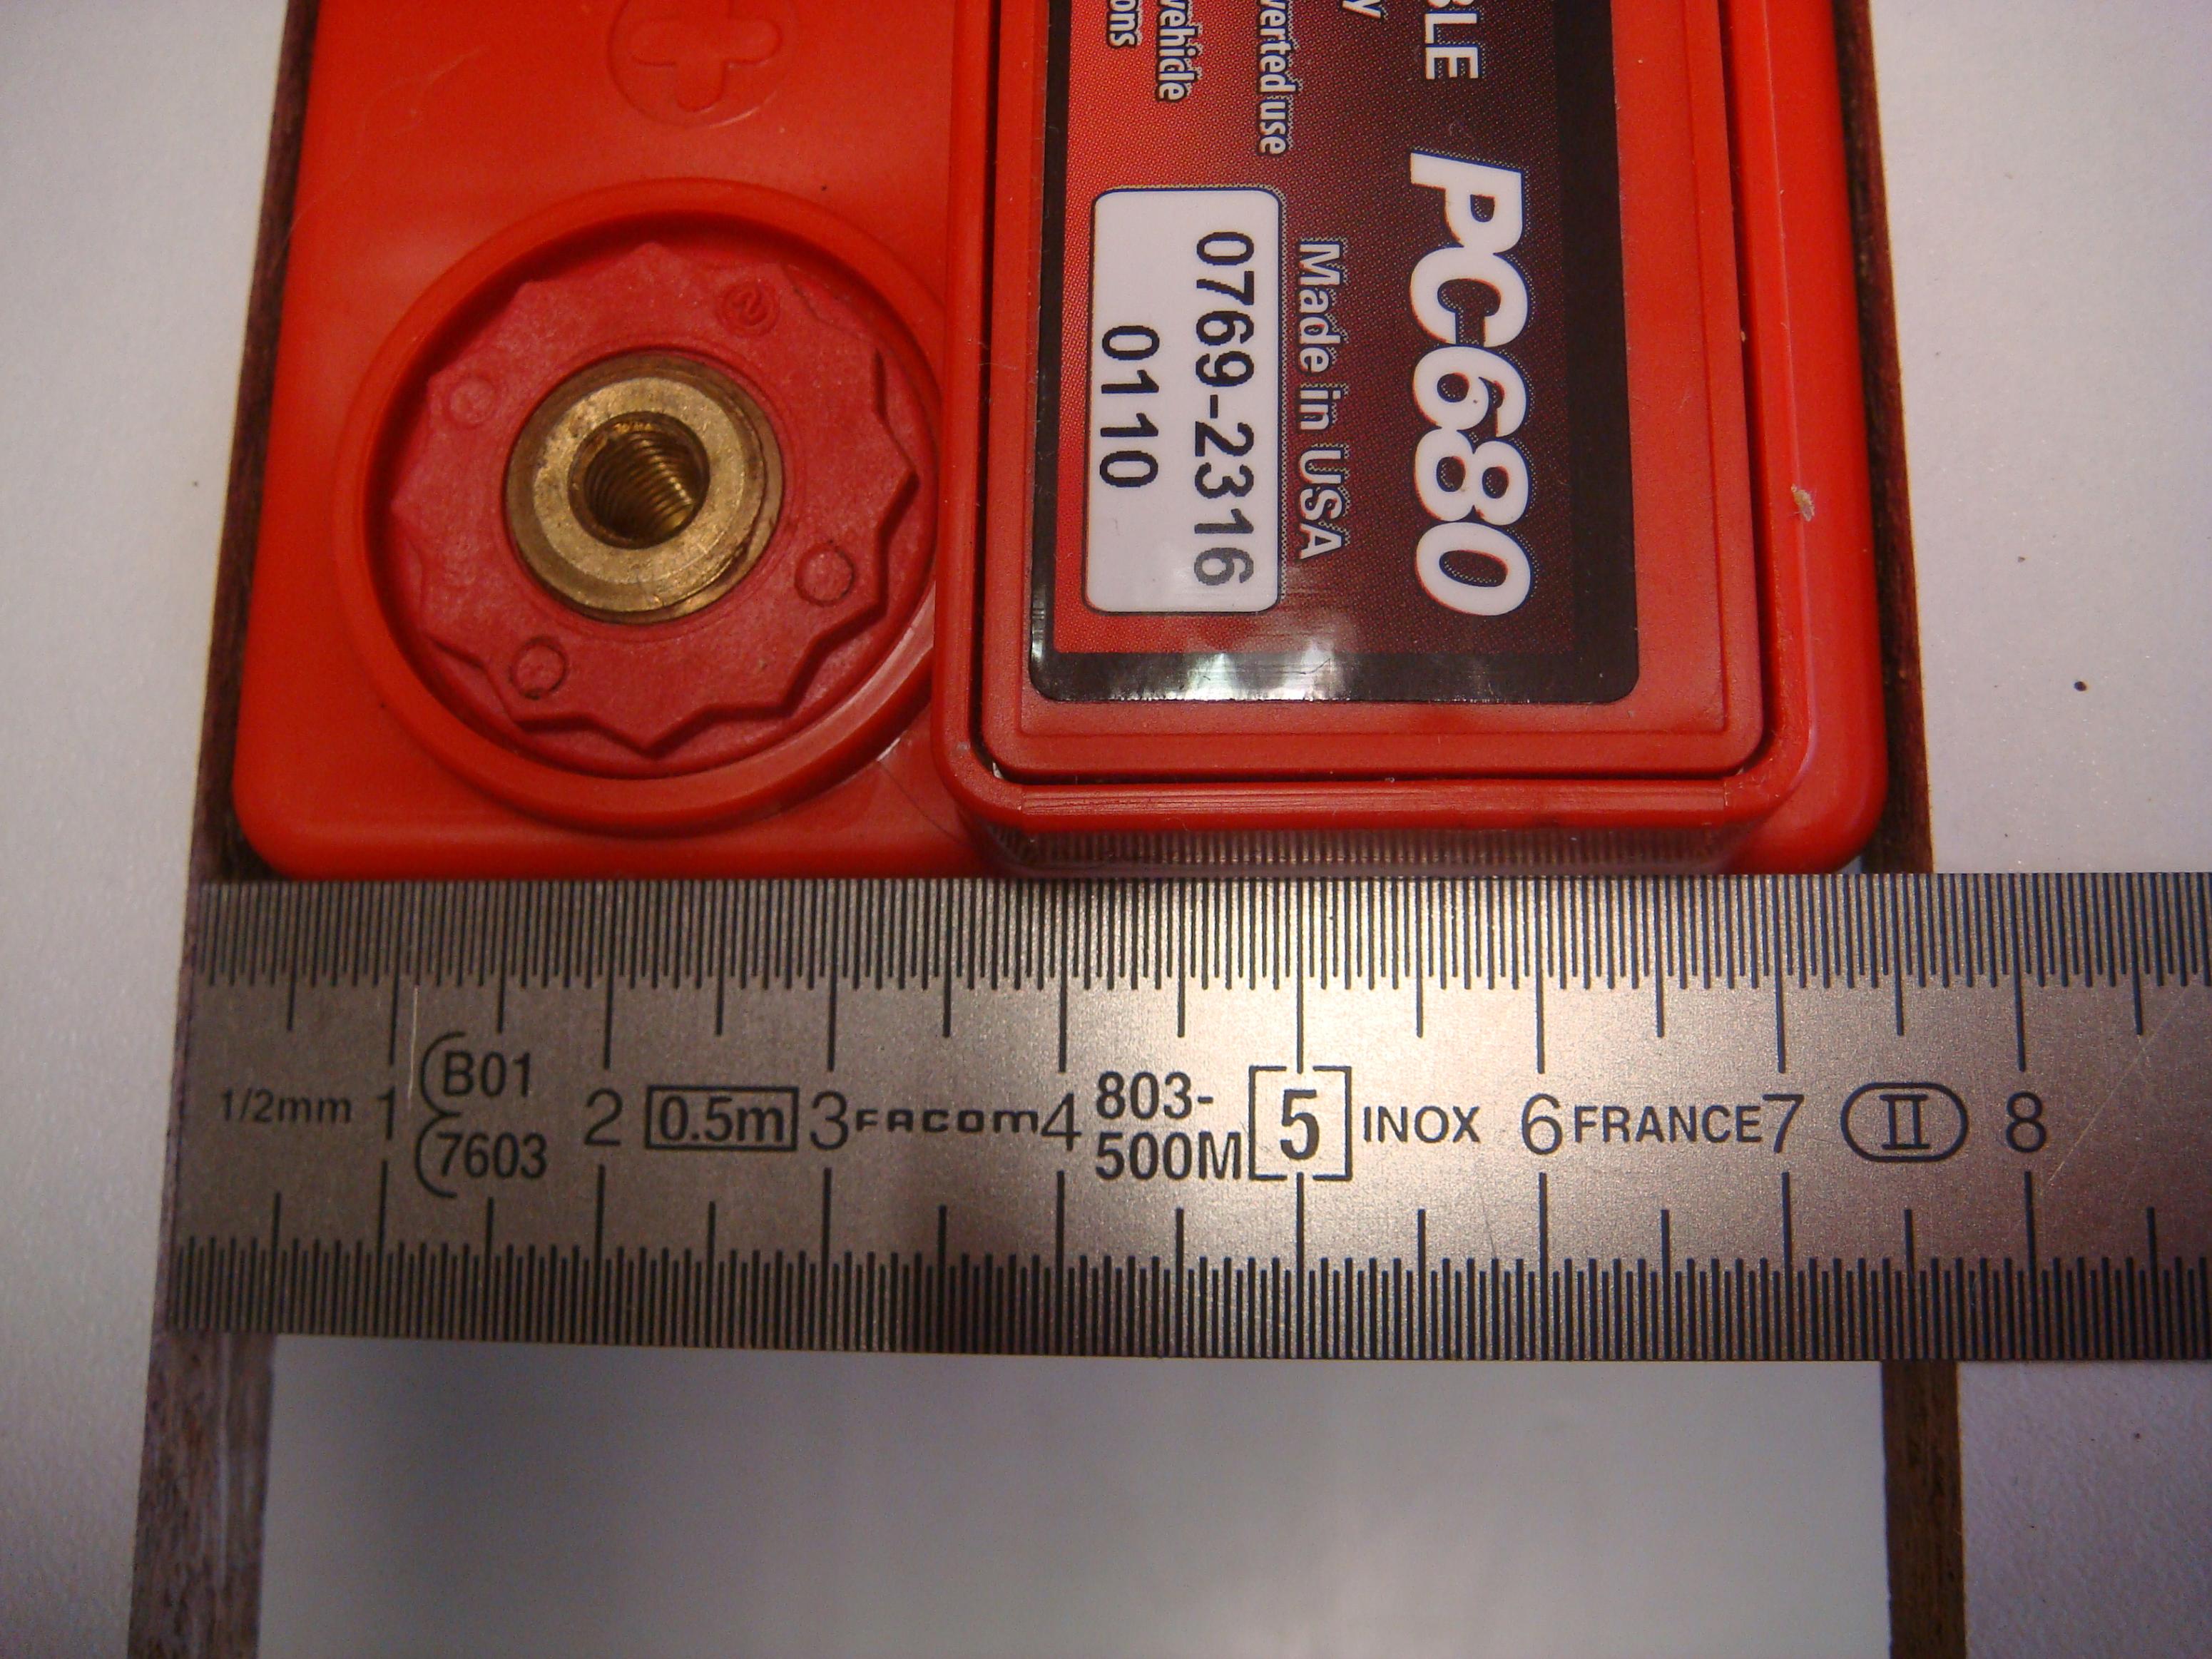 PC680
Made in USA
0769-2316
0110
verted use
vehicle
ons
BLE
y
1/2mm 1 B01 7603 2 0.5m 3 FACOM 4 803-500M 5 INOX 6 FRANCE 7 II 8